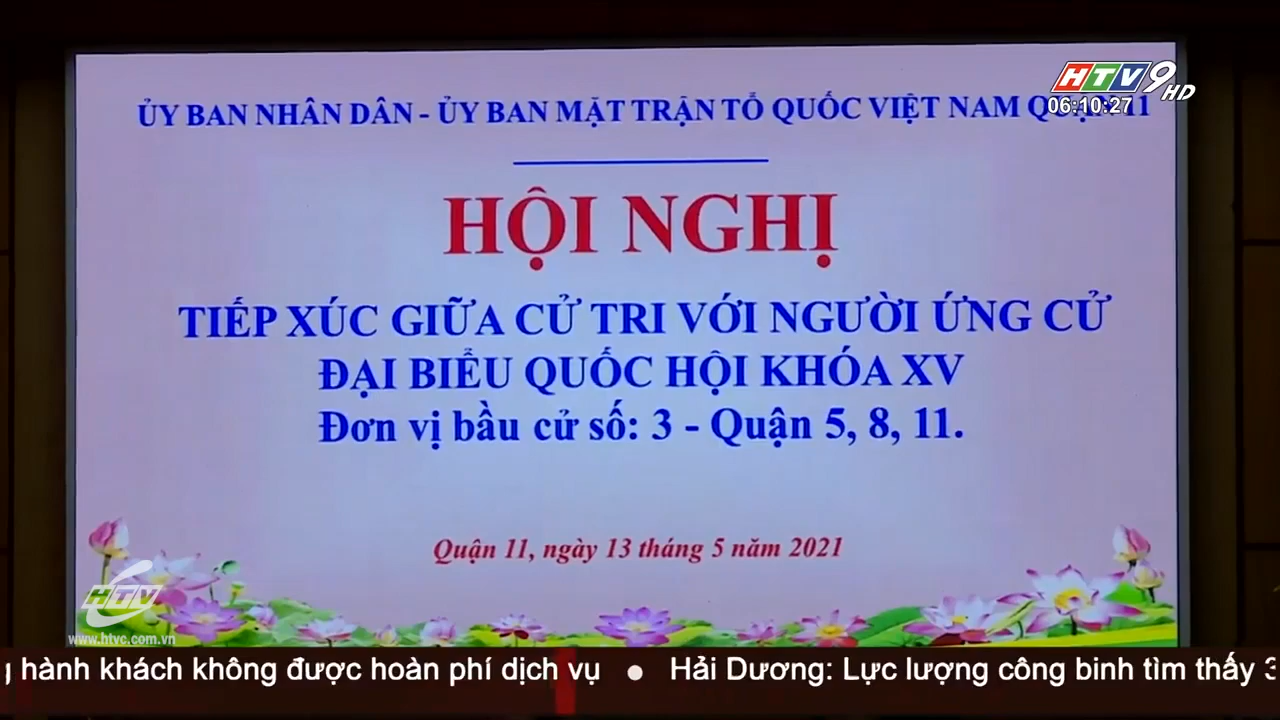 HTV9 HD
06:10:27
ỦY BAN NHÂN DÂN - ỦY BAN MẶT TRẬN TỔ QUỐC VIỆT NAM QUẬN 11
HỘI NGHỊ
TIẾP XÚC GIỮA CỬ TRI VỚI NGƯỜI ỨNG CỬ
ĐẠI BIỂU QUỐC HỘI KHÓA XV
Đơn vị bầu cử số: 3 - Quận 5, 8, 11.
Quận 11, ngày 13 tháng 5 năm 2021
HTV
www.htvc.com.vn
hành khách không được hoàn phí dịch vụ ● Hải Dương: Lực lượng công binh tìm thấy